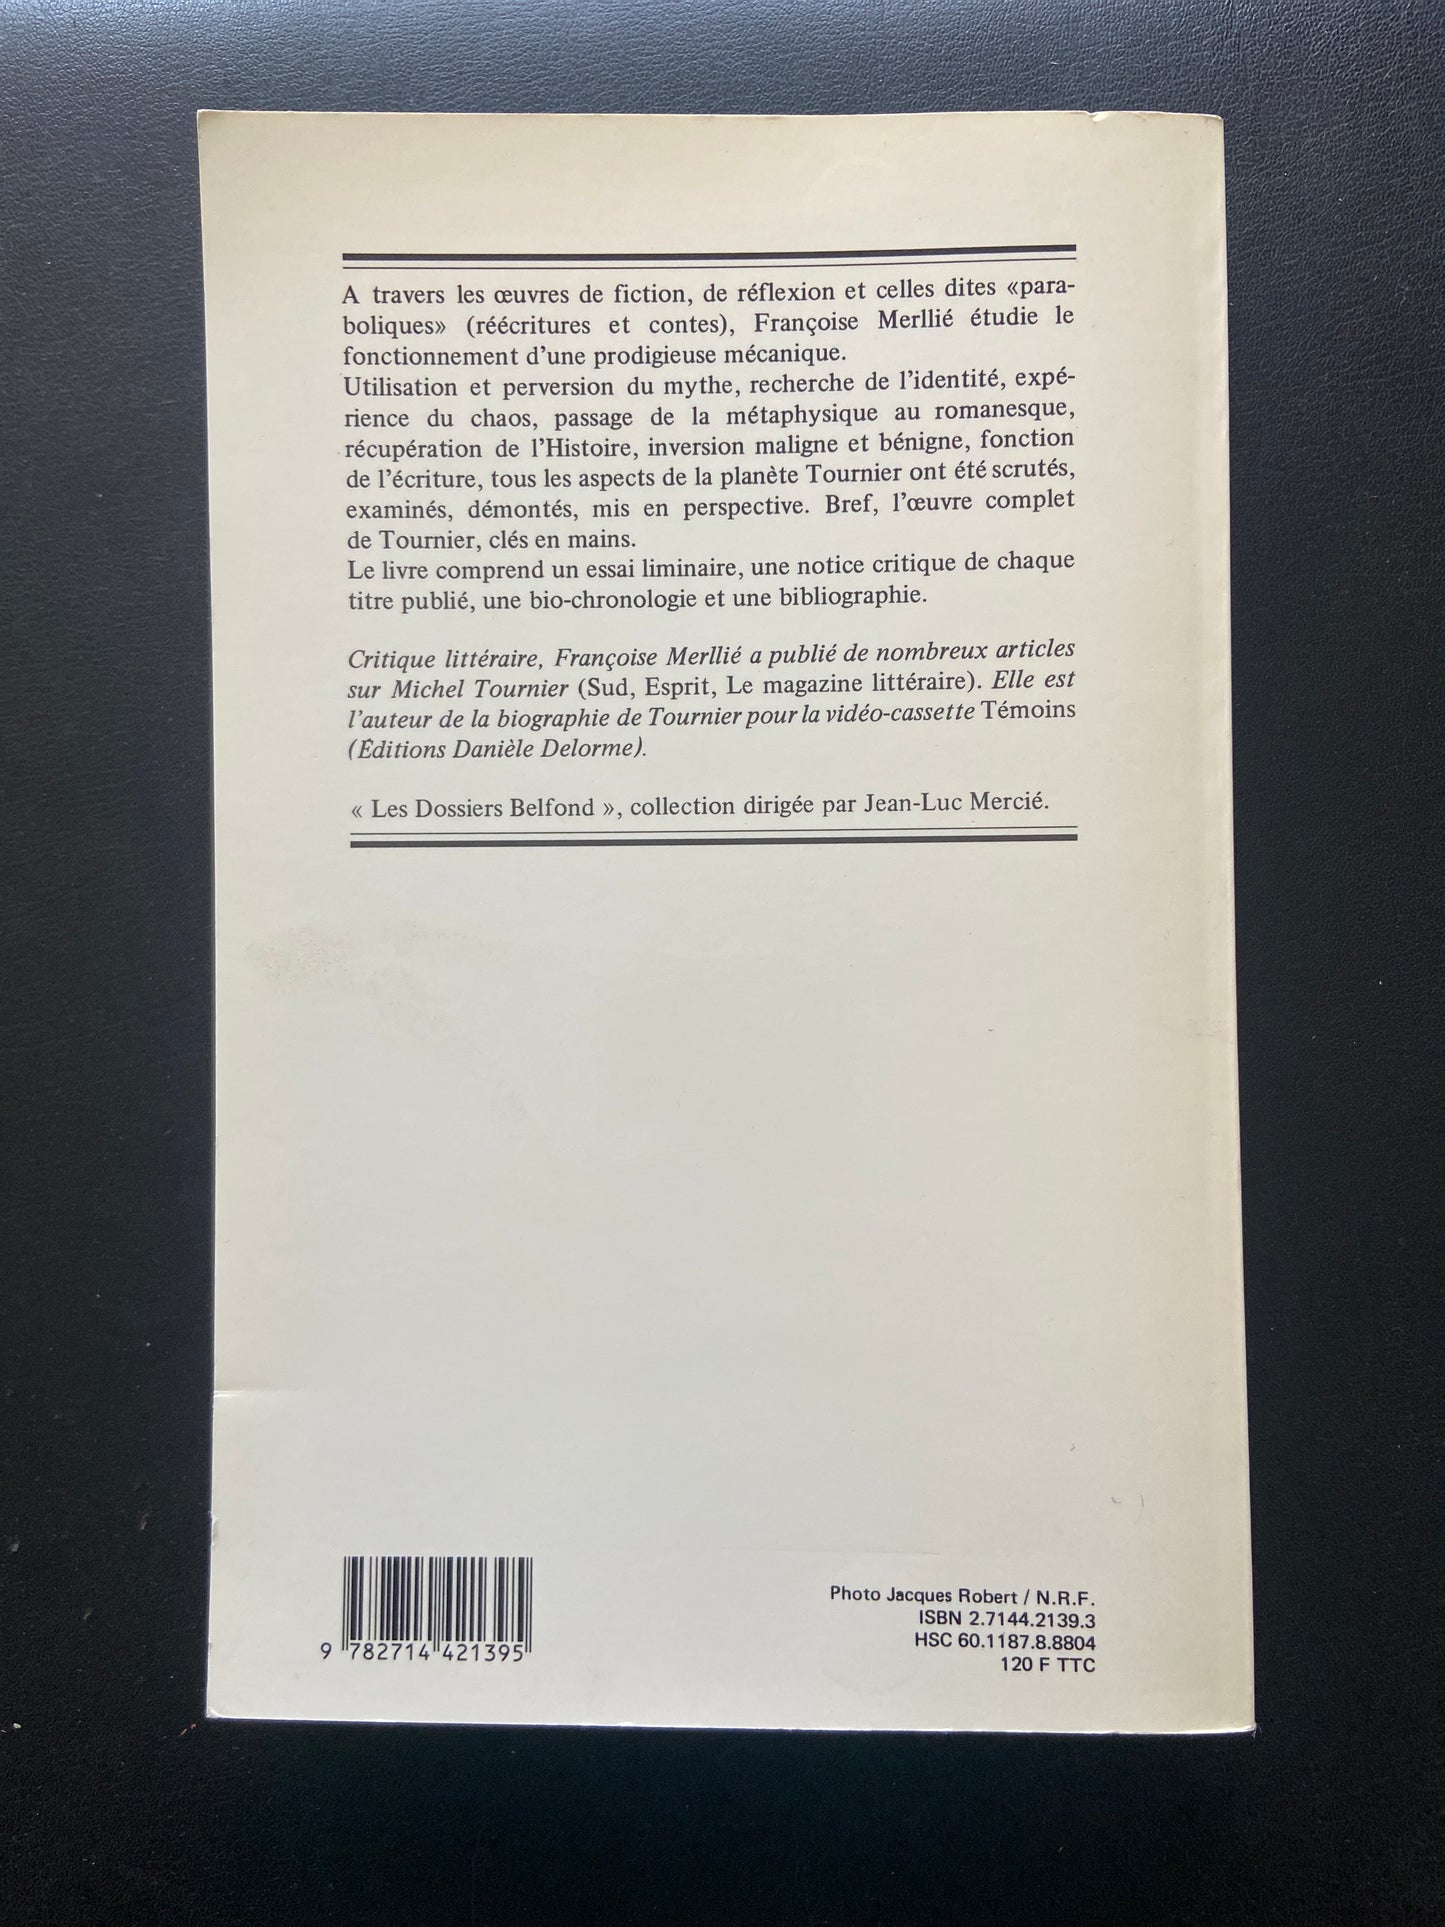 A travers les œuvres de fiction, de réflexion et celles dites «para-
boliques» (réécritures et contes), Françoise Merllié étudie le
fonctionnement d'une prodigieuse mécanique.
Utilisation et perversion du mythe, recherche de l'identité, expé-
rience du chaos, passage de la métaphysique au romanesque,
récupération de l'Histoire, inversion maligne et bénigne, fonction
de l'écriture, tous les aspects de la planète Tournier ont été scrutés,
examinés, démontés, mis en perspective. Bref, l'œuvre complet
de Tournier, clés en mains.
Le livre comprend un essai liminaire, une notice critique de chaque
titre publié, une bio-chronologie et une bibliographie.
Critique littéraire, Françoise Merllié a publié de nombreux articles
sur Michel Tournier (Sud, Esprit, Le magazine littéraire). Elle est
l'auteur de la biographie de Tournier pour la vidéo-cassette Témoins
(Éditions Danièle Delorme).
« Les Dossiers Belfond », collection dirigée par Jean-Luc Mercié.
Photo Jacques Robert / N.R.F.
ISBN 2.7144.2139.3
HSC 60.1187.8.8804
120 F TTC
9 782714 421395